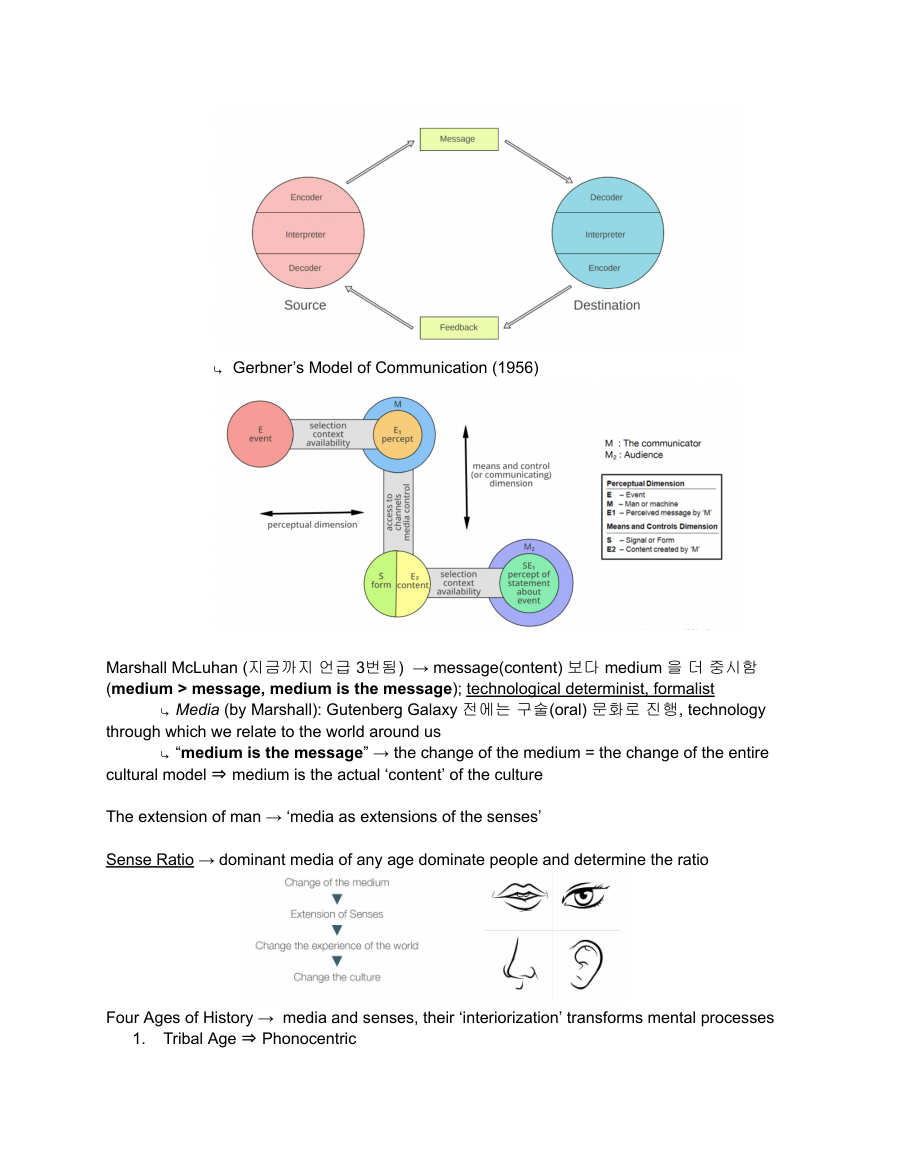 Message
Encoder
Interpreter
Decoder
Source
Decoder
Interpreter
Encoder
Destination
Feedback
⤷ Gerbner’s Model of Communication (1956)
E
event
selection
context
availability
M
E₁
percept
means and control
(or communicating)
dimension
perceptual dimension
access to
channels
media control
S
form
E₂
content
selection
context
availability
M₂
SE₁
percept of
statement
about
event
M : The communicator
M₂ : Audience
Perceptual Dimension
E – Event
M – Man or machine
E1 – Perceived message by ‘M’
Means and Controls Dimension
S – Signal or Form
E2 – Content created by ‘M’
Marshall McLuhan (지금까지 언급 3번됨) → message(content) 보다 medium 을 더 중시함
(medium > message, medium is the message); technological determinist, formalist
⤷ Media (by Marshall): Gutenberg Galaxy 전에는 구술(oral) 문화로 진행, technology
through which we relate to the world around us
⤷ “medium is the message” → the change of the medium = the change of the entire
cultural model ⇒ medium is the actual ‘content’ of the culture
The extension of man → ‘media as extensions of the senses’
Sense Ratio → dominant media of any age dominate people and determine the ratio
Change of the medium
Extension of Senses
Change the experience of the world
Change the culture
Four Ages of History → media and senses, their ‘interiorization’ transforms mental processes
1. Tribal Age ⇒ Phonocentric